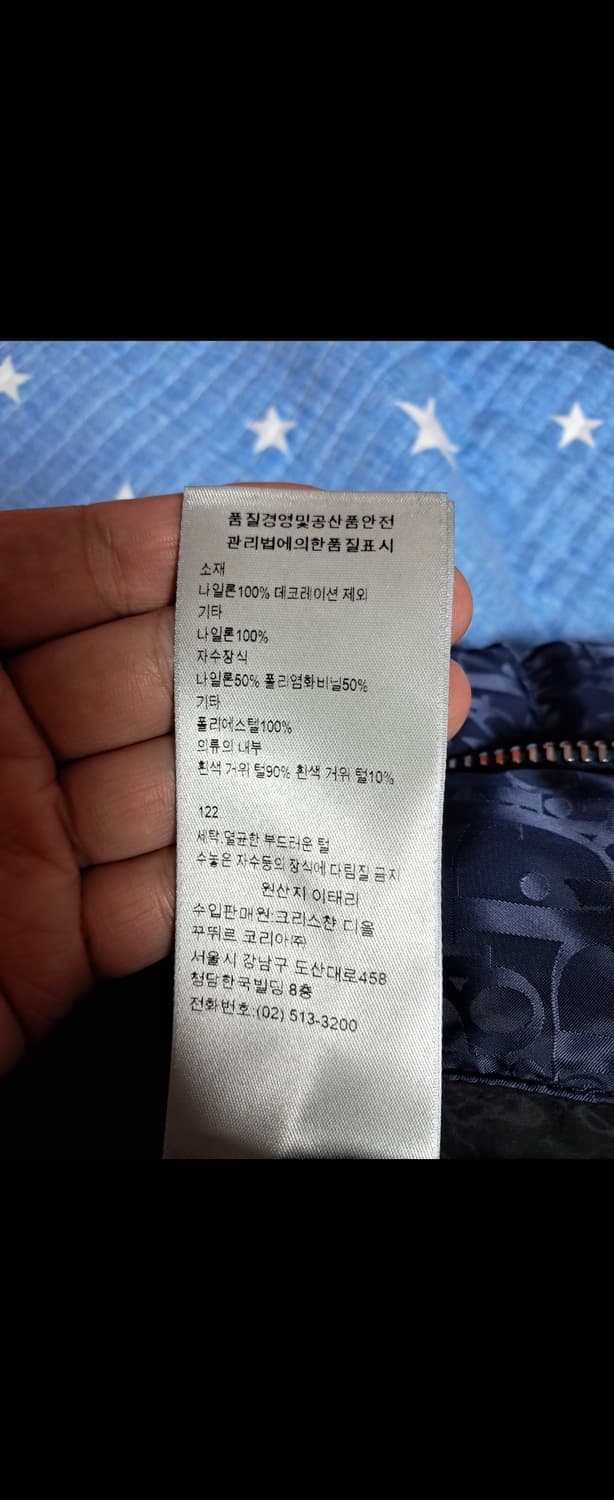 품질경영및공산품안전
관리법에의한품질표시
소재
나일론100% 데코레이션 제외
기타
나일론100%
자수장식
나일론50% 폴리염화비닐50%
기타
폴리에스텔100%
의류의 내부
흰색 거위 털90% 흰색 거위 털10%
122
세탁.멸균한 부드러운 털
수놓은 자수등의 장식에 다림질 금지
원산지 이태리
수입판매원:크리스챤 디올
꾸뛰르 코리아㈜
서울시 강남구 도산대로458
청담한국빌딩 8층
전화번호:(02) 513-3200